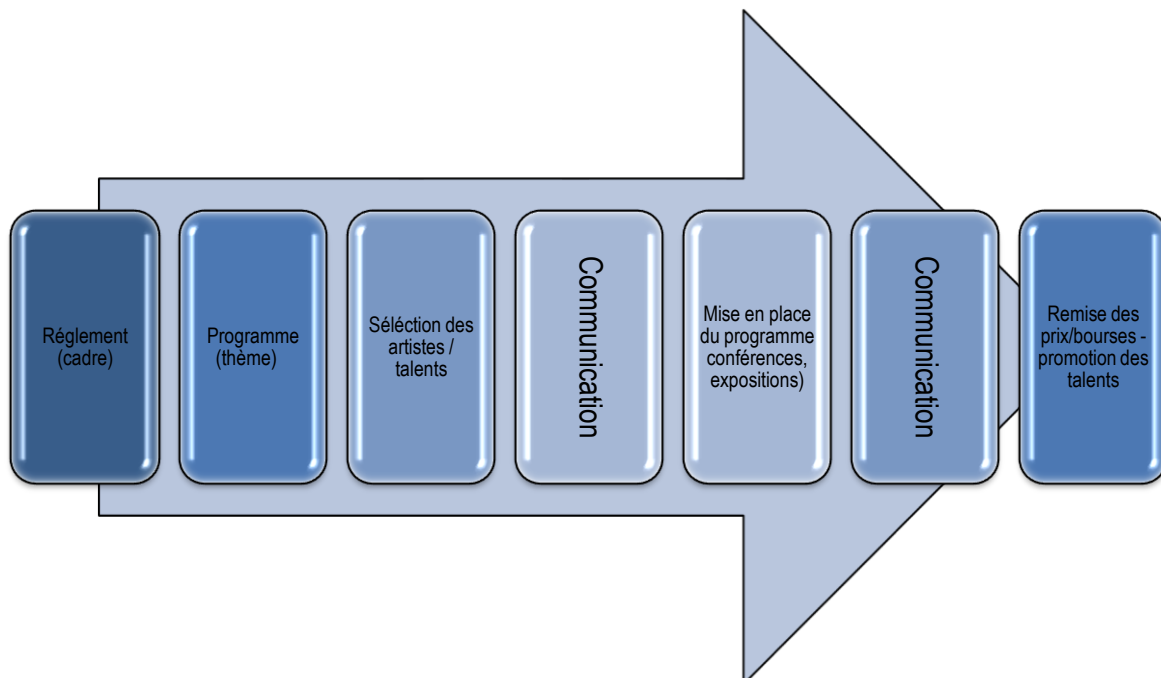 Réglement
(cadre)
Programme
(thème)
Séléction des
artistes /
talents
Communication
Mise en place
du programme
conférences,
expositions)
Communication
Remise des
prix/bourses -
promotion des
talents